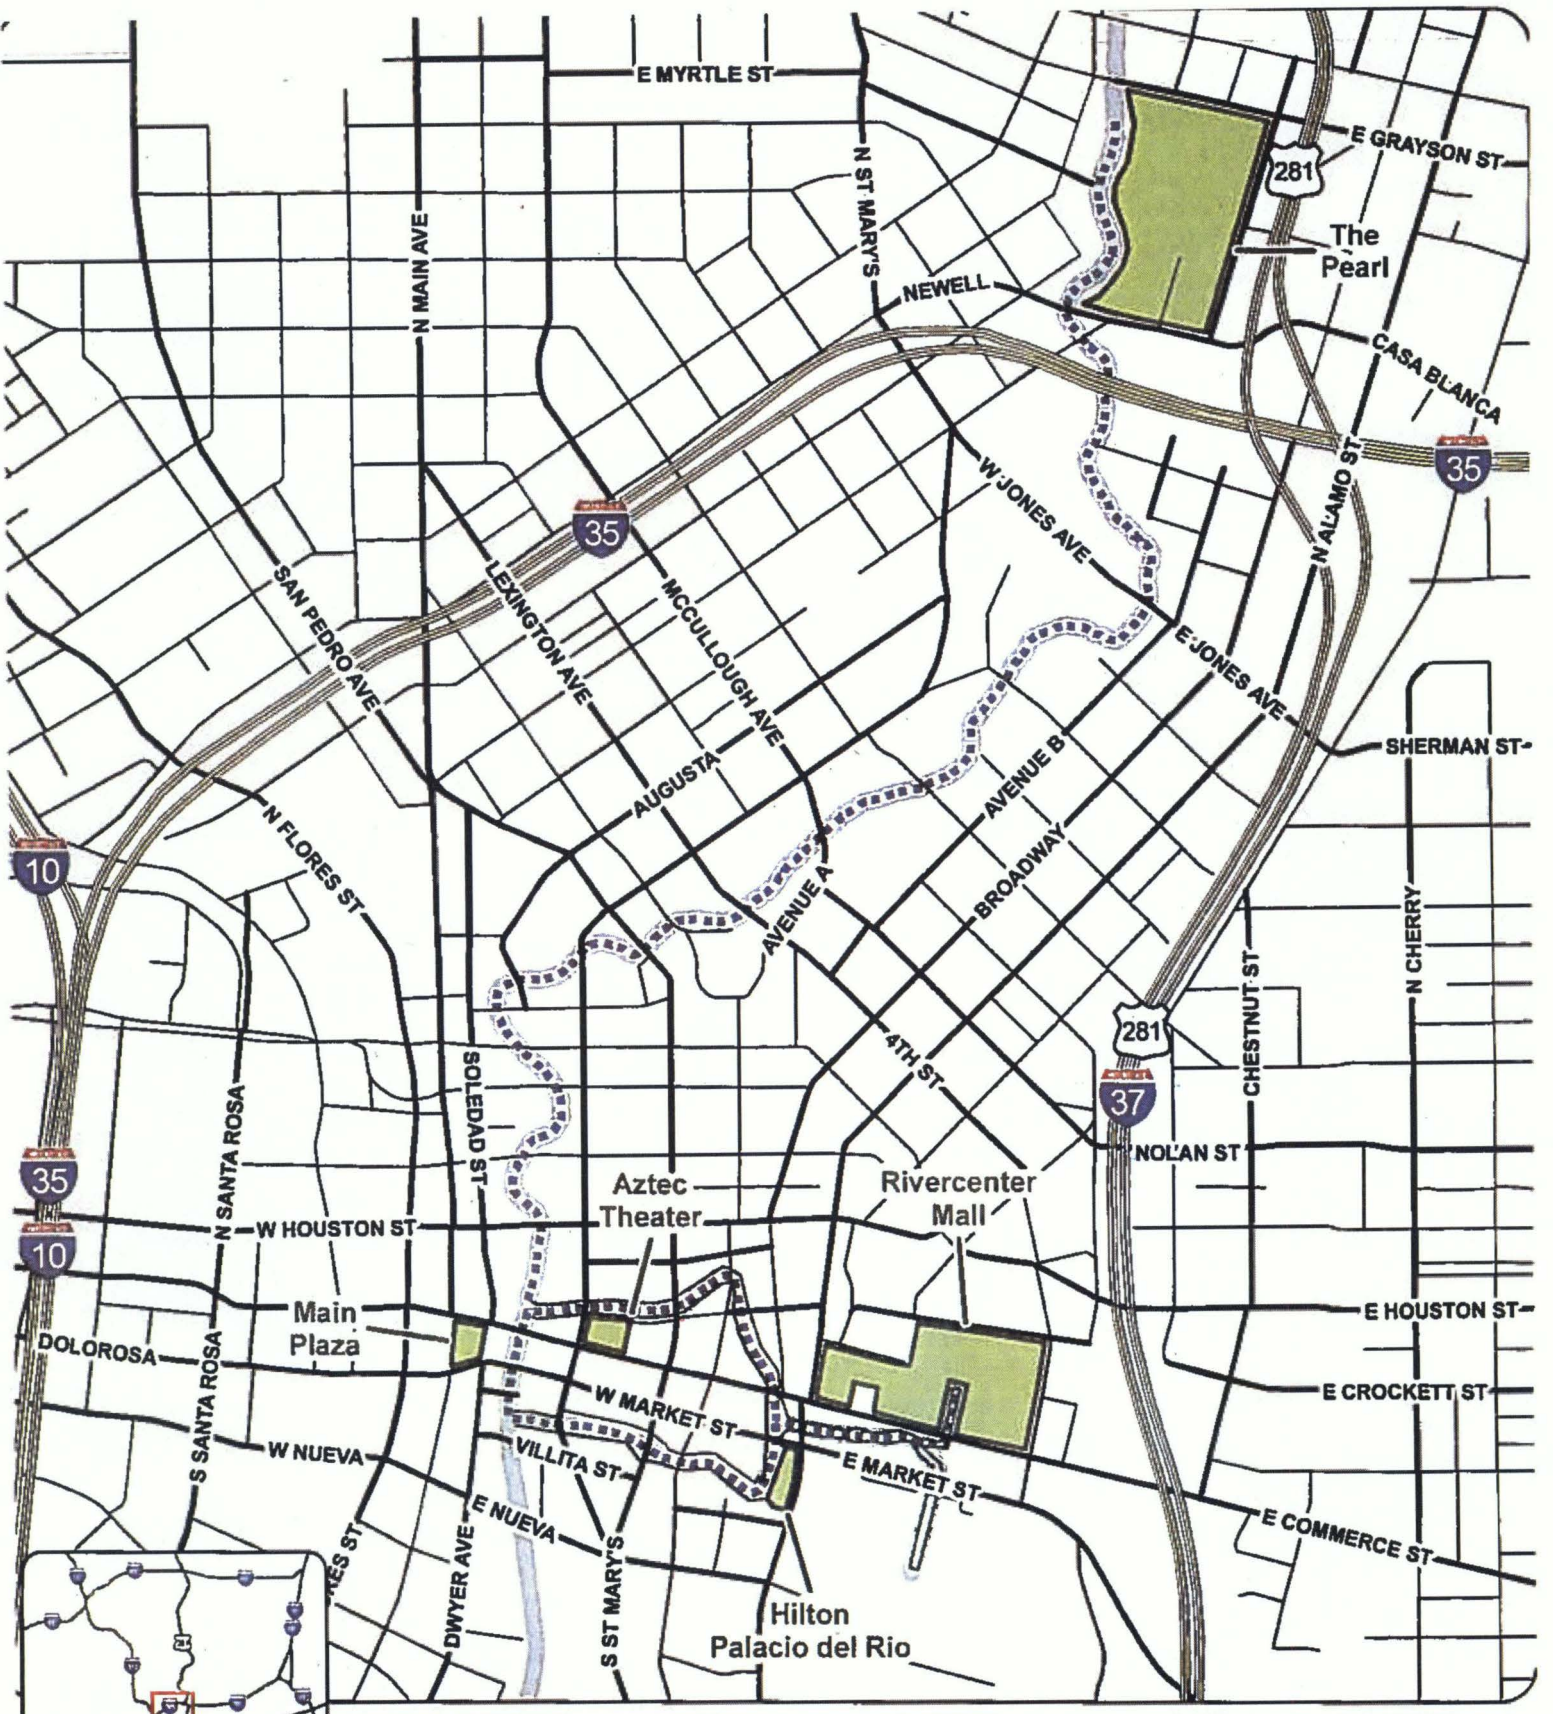 E MYRTLE ST
E GRAYSON ST
281
N MAIN AVE
N ST MARY'S
The
Pearl
NEWELL
CASA BLANCA
35
35
N ALAMO ST
W JONES AVE
SAN PEDRO AVE
LEXINGTON AVE
MCCULLOUGH AVE
E JONES AVE
SHERMAN ST
AUGUSTA
AVENUE B
N FLORES ST
10
BROADWAY
AVENUE A
N CHERRY
CHESTNUT ST
281
4TH ST
37
SOLEDAD ST
N SANTA ROSA
NOLAN ST
35
Aztec
Theater
Rivercenter
Mall
W HOUSTON ST
10
Main
Plaza
E HOUSTON ST
DOLOROSA
S SANTA ROSA
W MARKET ST
E CROCKETT ST
W NUEVA
VILLITA ST
E MARKET ST
E NUEVA
E COMMERCE ST
RES ST
DWYER AVE
S ST MARY'S
Hilton
Palacio del Rio